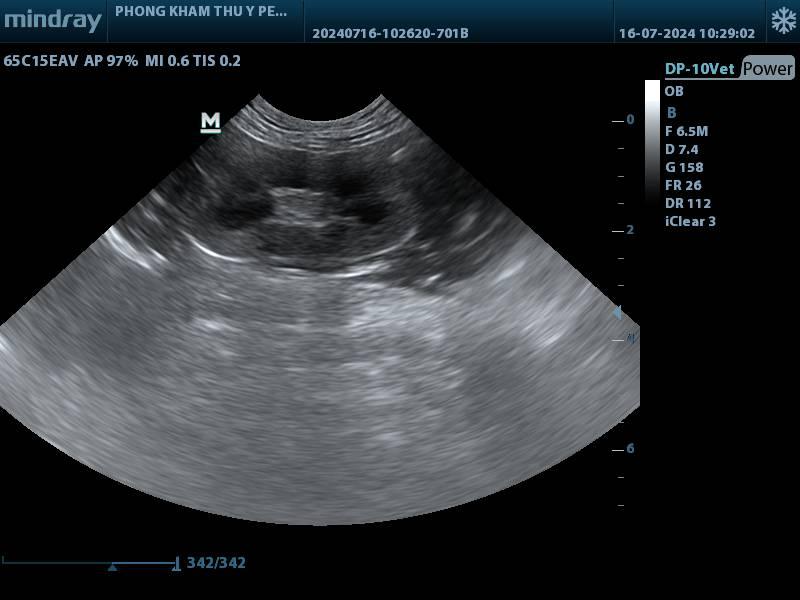 mindray
PHONG KHAM THU Y PE...
20240716-102620-701B
16-07-2024 10:29:02
65C15EAV AP 97% MI 0.6 TIS 0.2
DP-10Vet
Power
M
OB
B
F 6.5M
D 7.4
G 158
FR 26
DR 112
iClear 3
0
2
4
6
342/342